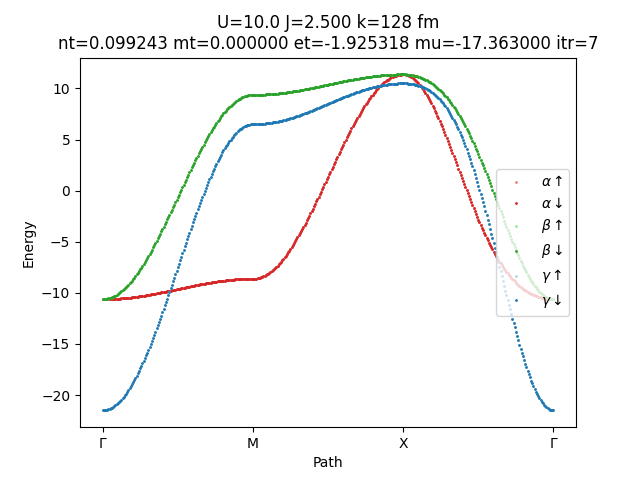 U=10.0 J=2.500 k=128 fm
nt=0.099243 mt=0.000000 et=-1.925318 mu=-17.363000 itr=7
Energy
10
5
0
−5
−10
−15
−20
α↑
α↓
β↑
β↓
γ↑
γ↓
Γ M X Γ
Path